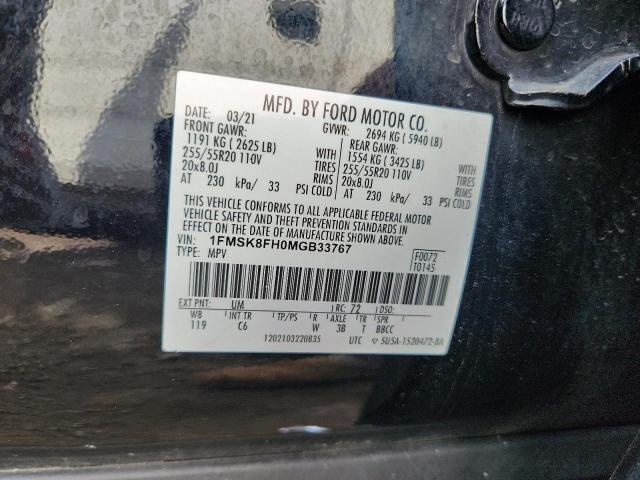 MFD. BY FORD MOTOR CO.
DATE: 03/21 GVWR: 2694 KG ( 5940 LB)
FRONT GAWR: REAR GAWR:
1191 KG ( 2625 LB) WITH 1554 KG ( 3425 LB) WITH
255/55R20 110V TIRES 255/55R20 110V TIRES
20x8.0J RIMS 20x8.0J RIMS
AT 230 kPa/ 33 PSI COLD AT 230 kPa/ 33 PSI COLD
THIS VEHICLE CONFORMS TO ALL APPLICABLE FEDERAL MOTOR
VEHICLE SAFETY AND THEFT PREVENTION STANDARDS IN EFFECT ON
THE DATE OF MANUFACTURE SHOWN ABOVE.
VIN: 1FMSK8FH0MGB33767 F0072
TYPE: MPV T0145
EXT PNT: UM RC: 72 DSO:
WB INT TR TP/PS R AXLE TR SPR
119 C6 W 3B T BBCC
1202103220835 UTC ▽ 5U5A-1520472-BA